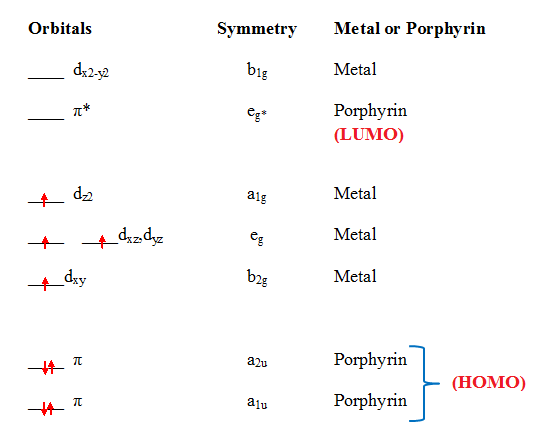 Orbitals Symmetry Metal or Porphyrin
dx2-y2 b1g Metal
π* eg* Porphyrin
(LUMO)
dz2 a1g Metal
dxz,dyz eg Metal
dxy b2g Metal
π a2u Porphyrin
(HOMO)
π a1u Porphyrin